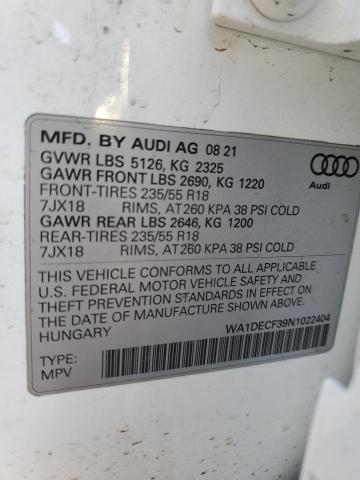 MFD. BY AUDI AG 08 21
GVWR LBS 5126, KG 2325
GAWR FRONT LBS 2690, KG 1220
FRONT-TIRES 235/55 R18
7JX18 RIMS, AT260 KPA 38 PSI COLD
GAWR REAR LBS 2646, KG 1200
REAR-TIRES 235/55 R18
7JX18 RIMS, AT260 KPA 38 PSI COLD
Audi
THIS VEHICLE CONFORMS TO ALL APPLICABLE
U.S. FEDERAL MOTOR VEHICLE SAFETY AND
THEFT PREVENTION STANDARDS IN EFFECT ON
THE DATE OF MANUFACTURE SHOWN ABOVE.
HUNGARY
WA1DECF39N1022404
TYPE:
MPV